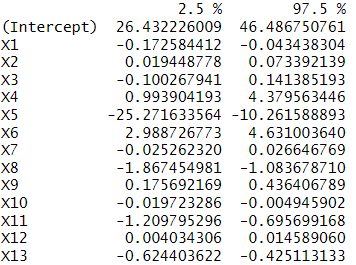 2.5 % 97.5 %
(Intercept) 26.432226009 46.486750761
X1 -0.172584412 -0.043438304
X2 0.019448778 0.073392139
X3 -0.100267941 0.141385193
X4 0.993904193 4.379563446
X5 -25.271633564 -10.261588893
X6 2.988726773 4.631003640
X7 -0.025262320 0.026646769
X8 -1.867454981 -1.083678710
X9 0.175692169 0.436406789
X10 -0.019723286 -0.004945902
X11 -1.209795296 -0.695699168
X12 0.004034306 0.014589060
X13 -0.624403622 -0.425113133